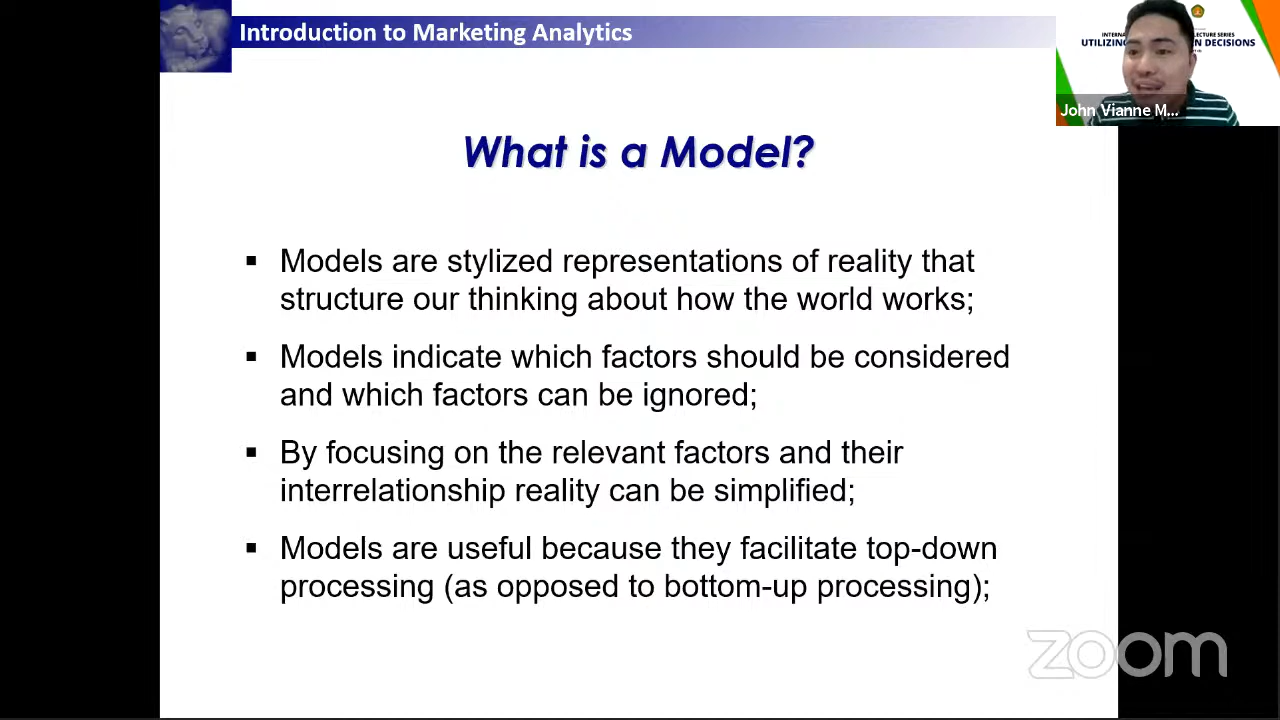 Introduction to Marketing Analytics
LECTURE SERIES
DECISIONS
John Vianne M...
What is a Model?
▪ Models are stylized representations of reality that
structure our thinking about how the world works;
▪ Models indicate which factors should be considered
and which factors can be ignored;
▪ By focusing on the relevant factors and their
interrelationship reality can be simplified;
▪ Models are useful because they facilitate top-down
processing (as opposed to bottom-up processing);
zoom